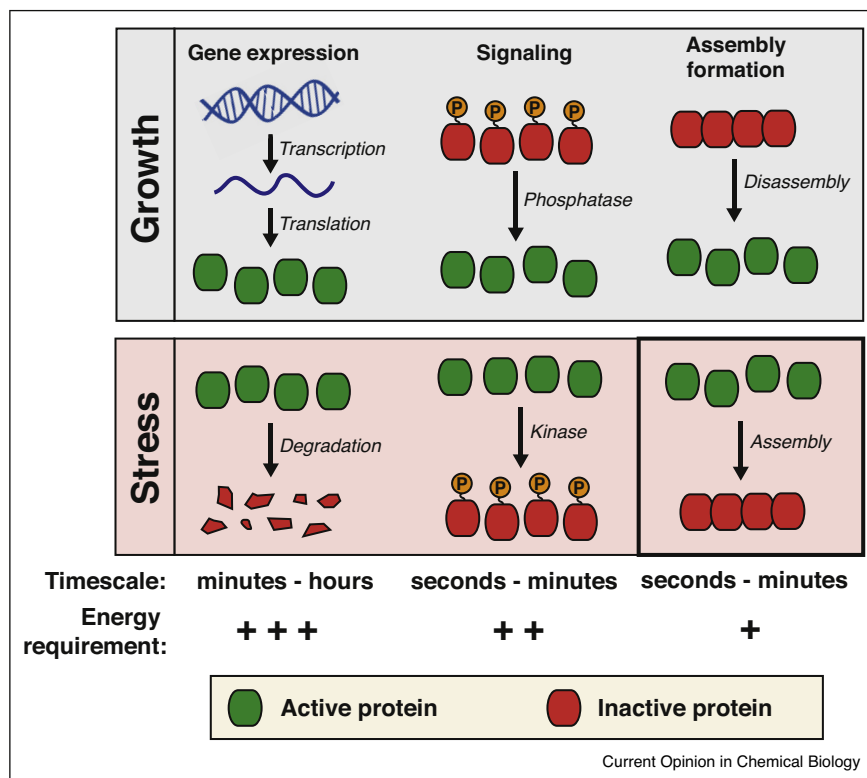 Growth
Gene expression
Transcription
Translation
Signaling
P P P P
Phosphatase
Assembly
formation
Disassembly
Stress
Degradation
Kinase
P P P P
Assembly
Timescale: minutes - hours seconds - minutes seconds - minutes
Energy
requirement: + + + + + +
Active protein Inactive protein
Current Opinion in Chemical Biology